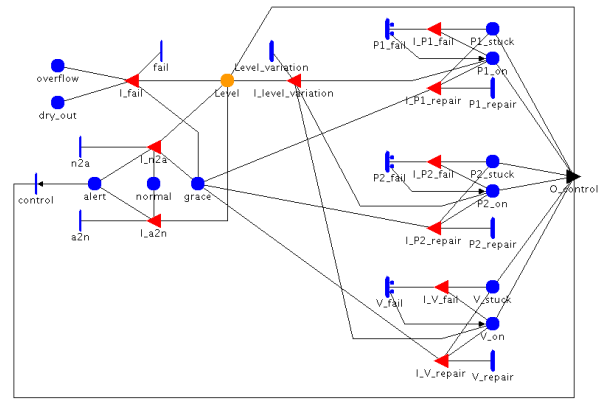 fail
Level_variation
I_P1_fail
P1_stuck
P1_fail
overflow
P1_on
I_fail
Level
I_level_variation
I_P1_repair
P1_repair
dry_out
I_n2a
n2a
I_P2_fail
P2_stuck
P2_fail
O_control
control
alert
normal
grace
P2_on
a2n
I_a2n
I_P2_repair
P2_repair
V_fail
I_V_fail
V_stuck
V_on
I_V_repair
V_repair